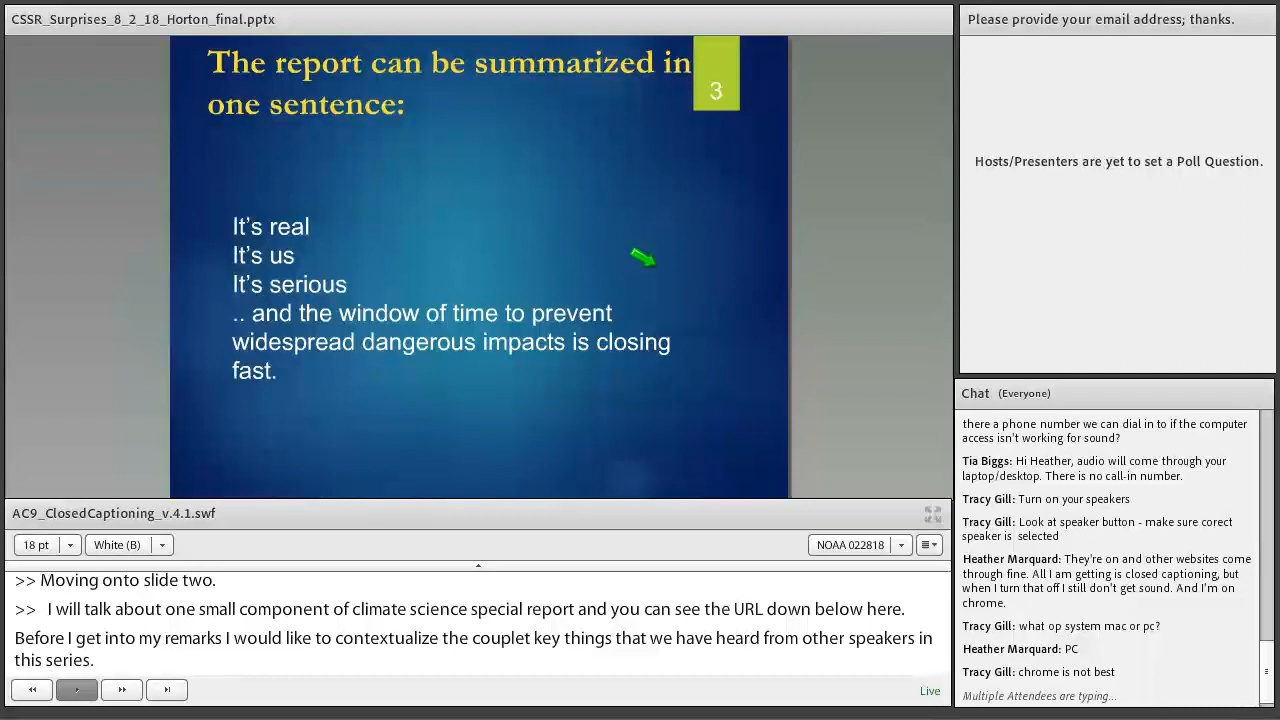 CSSR_Surprises_8_2_18_Horton_final.pptx
The report can be summarized in
one sentence:
3
It's real
It's us
It's serious
.. and the window of time to prevent
widespread dangerous impacts is closing
fast.
AC9_ClosedCaptioning_v.4.1.swf
18 pt
White (B)
NOAA 022818
>> Moving onto slide two.
>> I will talk about one small component of climate science special report and you can see the URL down below here.
Before I get into my remarks I would like to contextualize the couplet key things that we have heard from other speakers in
this series.
Live
Please provide your email address; thanks.
Hosts/Presenters are yet to set a Poll Question.
Chat (Everyone)
there a phone number we can dial in to if the computer
access isn't working for sound?
Tia Biggs: Hi Heather, audio will come through your
laptop/desktop. There is no call-in number.
Tracy Gill: Turn on your speakers
Tracy Gill: Look at speaker button - make sure corect
speaker is selected
Heather Marquard: They're on and other websites come
through fine. All I am getting is closed captioning, but
when I turn that off I still don't get sound. And I'm on
chrome.
Tracy Gill: what op system mac or pc?
Heather Marquard: PC
Tracy Gill: chrome is not best
Multiple Attendees are typing...